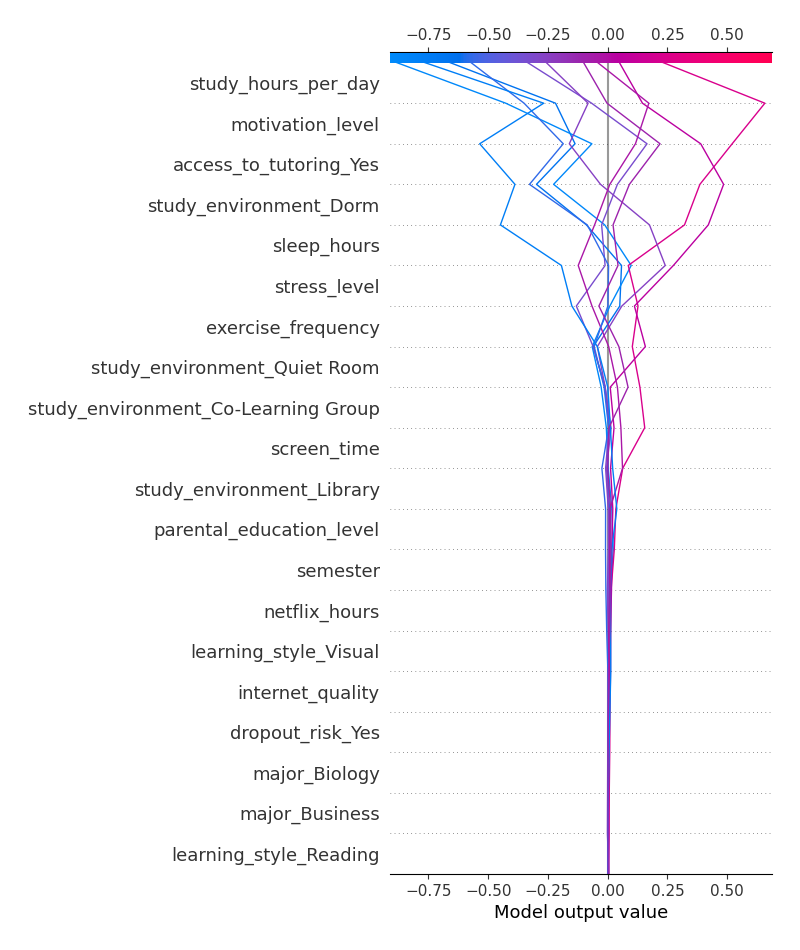 −0.75 −0.50 −0.25 0.00 0.25 0.50
study_hours_per_day
motivation_level
access_to_tutoring_Yes
study_environment_Dorm
sleep_hours
stress_level
exercise_frequency
study_environment_Quiet Room
study_environment_Co-Learning Group
screen_time
study_environment_Library
parental_education_level
semester
netflix_hours
learning_style_Visual
internet_quality
dropout_risk_Yes
major_Biology
major_Business
learning_style_Reading
−0.75 −0.50 −0.25 0.00 0.25 0.50
Model output value